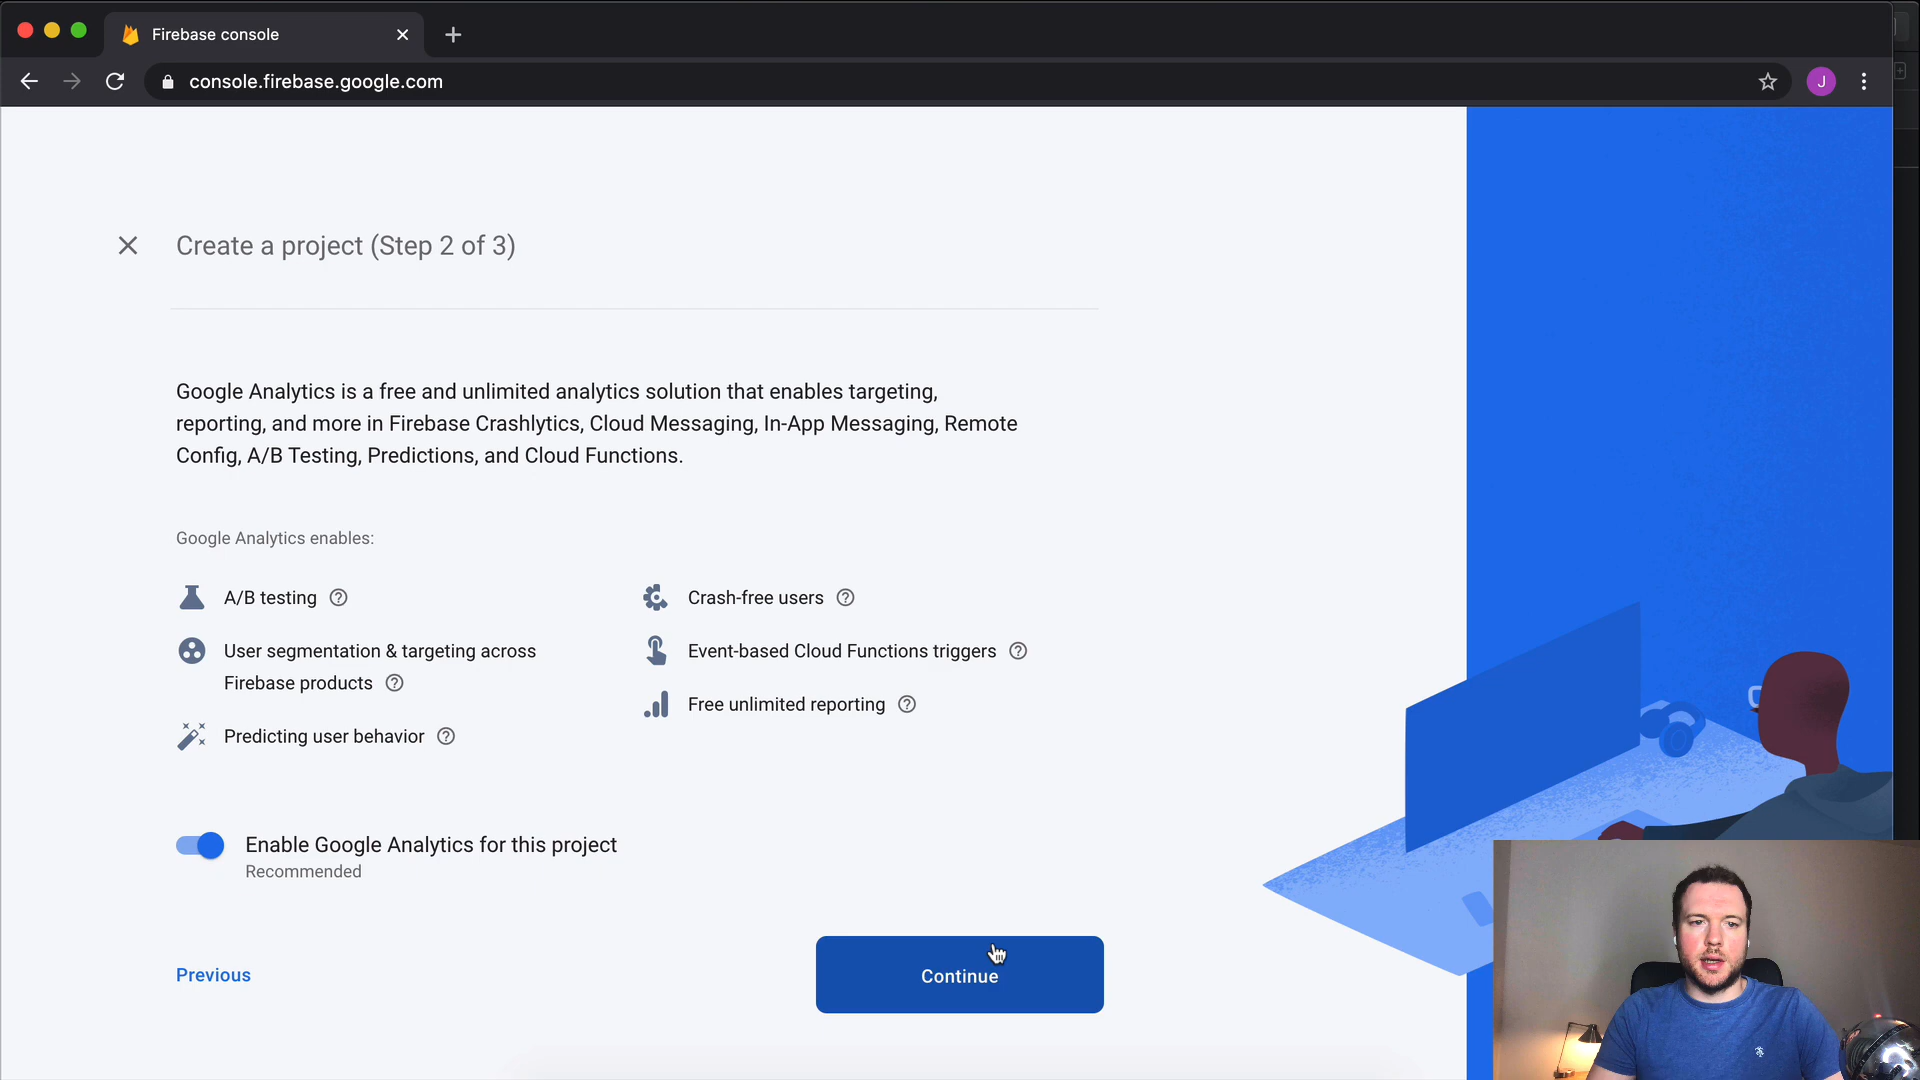 Firebase console
console.firebase.google.com
J
Create a project (Step 2 of 3)
Google Analytics is a free and unlimited analytics solution that enables targeting,
reporting, and more in Firebase Crashlytics, Cloud Messaging, In-App Messaging, Remote
Config, A/B Testing, Predictions, and Cloud Functions.
Google Analytics enables:
A/B testing
Crash-free users
User segmentation & targeting across
Firebase products
Event-based Cloud Functions triggers
Free unlimited reporting
Predicting user behavior
Enable Google Analytics for this project
Recommended
Previous
Continue